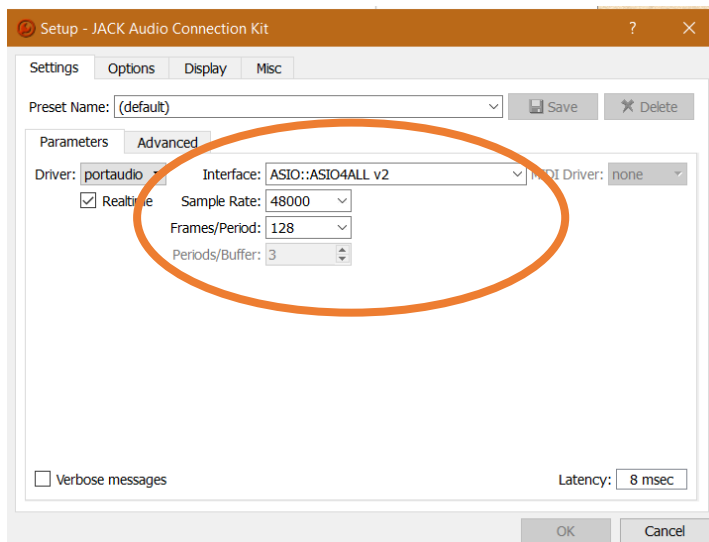 Setup - JACK Audio Connection Kit ? ×
Settings Options Display Misc
Preset Name: (default) Save Delete
Parameters Advanced
Driver: portaudio Interface: ASIO::ASIO4ALL v2 MIDI Driver: none
Realtime Sample Rate: 48000
Frames/Period: 128
Periods/Buffer: 3
Verbose messages Latency: 8 msec
OK Cancel